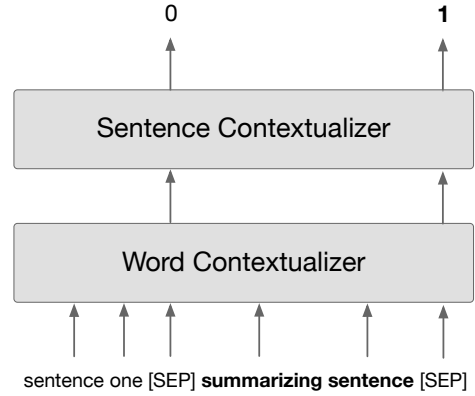 0 1
Sentence Contextualizer
Word Contextualizer
sentence one [SEP] summarizing sentence [SEP]